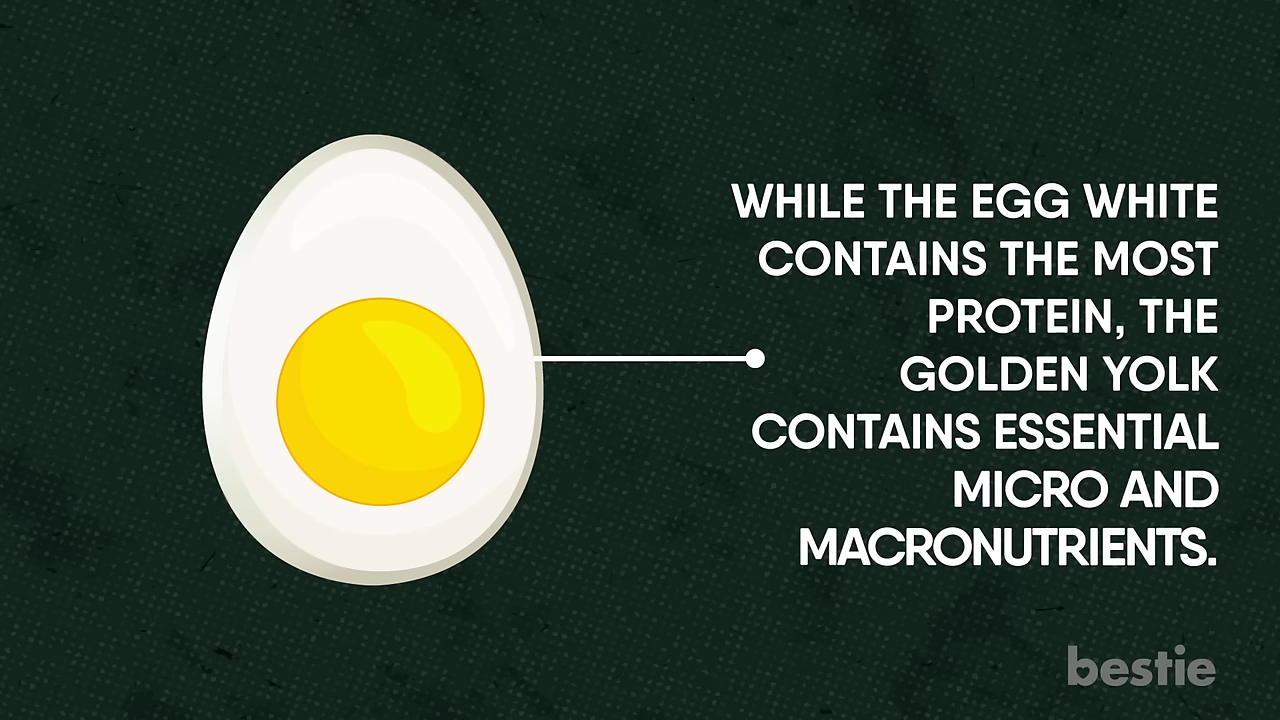 WHILE THE EGG WHITE
CONTAINS THE MOST
PROTEIN, THE
GOLDEN YOLK
CONTAINS ESSENTIAL
MICRO AND
MACRONUTRIENTS.
bestie